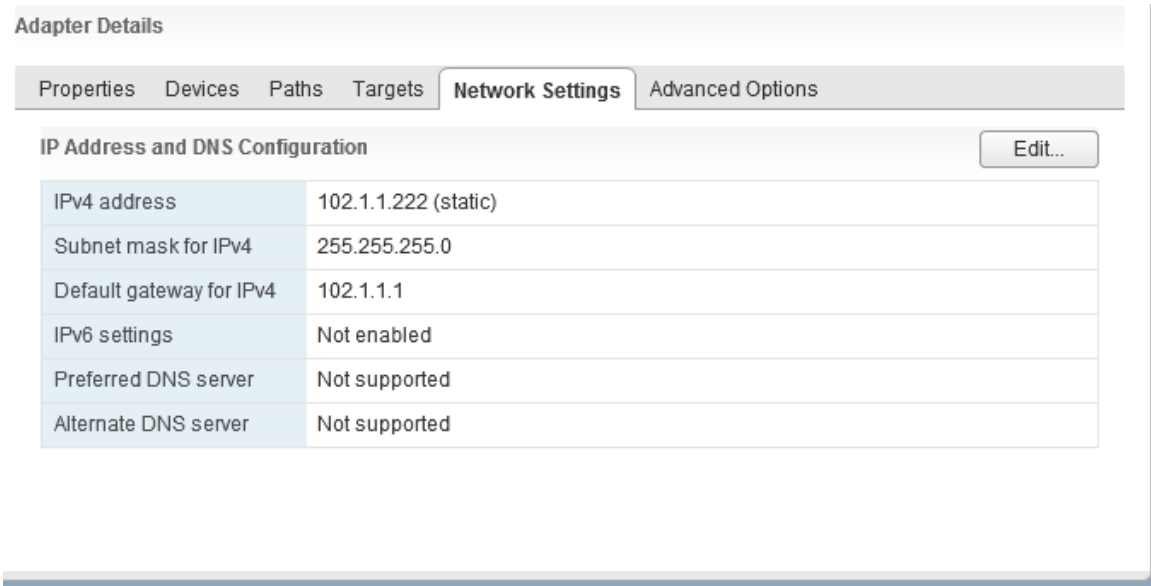 Adapter Details
Properties Devices Paths Targets Network Settings Advanced Options
IP Address and DNS Configuration Edit...
IPv4 address 102.1.1.222 (static)
Subnet mask for IPv4 255.255.255.0
Default gateway for IPv4 102.1.1.1
IPv6 settings Not enabled
Preferred DNS server Not supported
Alternate DNS server Not supported